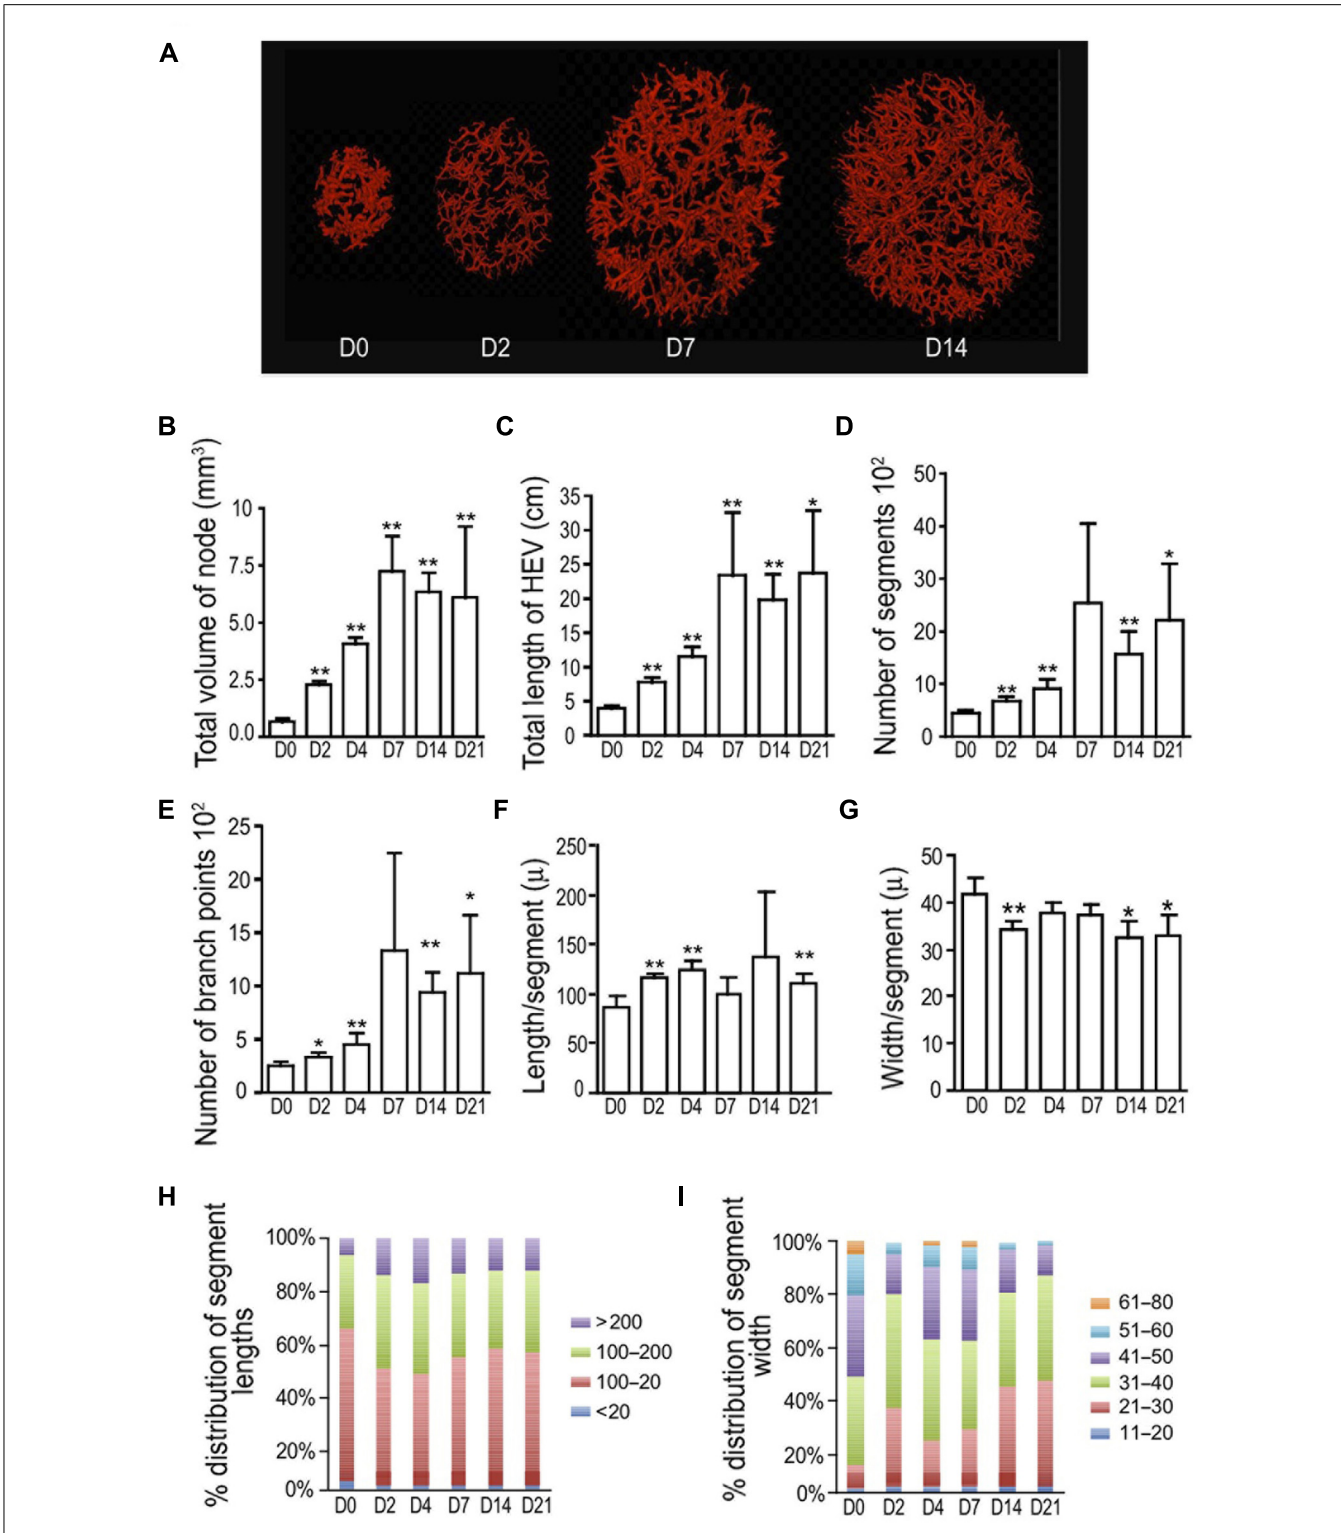 A
D0 D2 D7 D14
B
Total volume of node (mm³)
10
7.5
5.0
2.5
0.0
** ** ** ** **
D0 D2 D4 D7 D14 D21
C
Total length of HEV (cm)
35
30
25
20
15
10
5
0
** ** ** ** *
D0 D2 D4 D7 D14 D21
D
Number of segments 10²
50
40
30
20
10
0
** ** ** *
D0 D2 D4 D7 D14 D21
E
Number of branch points 10²
25
20
15
10
5
0
* ** ** *
D0 D2 D4 D7 D14 D21
F
Length/segment (μ)
250
200
150
100
50
0
** ** **
D0 D2 D4 D7 D14 D21
G
Width/segment (μ)
50
40
30
20
10
0
** * *
D0 D2 D4 D7 D14 D21
H
% distribution of segment
lengths
100%
80%
60%
40%
20%
0%
D0 D2 D4 D7 D14 D21
>200
100–200
100–20
<20
I
% distribution of segment
width
100%
80%
60%
40%
20%
0%
D0 D2 D4 D7 D14 D21
61–80
51–60
41–50
31–40
21–30
11–20